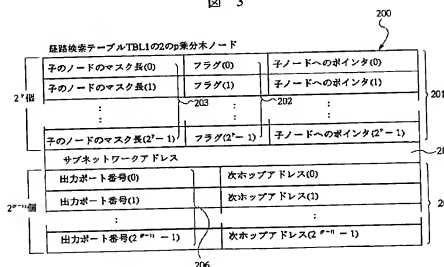 図 3
200
経路検索テーブルTBL1の2のp乗分木ノード
子のノードのマスク長(0) フラグ(0) 子ノードへのポインタ(0)
子のノードのマスク長(1) フラグ(1) 子ノードへのポインタ(1)
2ᵖ個 : 203 : 202 : 201
子のノードのマスク長(2ᵖ−1) フラグ(2ᵖ−1) 子ノードへのポインタ(2ᵖ−1)
サブネットワークアドレス
出力ポート番号(0) 次ホップアドレス(0)
出力ポート番号(1) 次ホップアドレス(1)
: :
出力ポート番号 次ホップアドレス
206